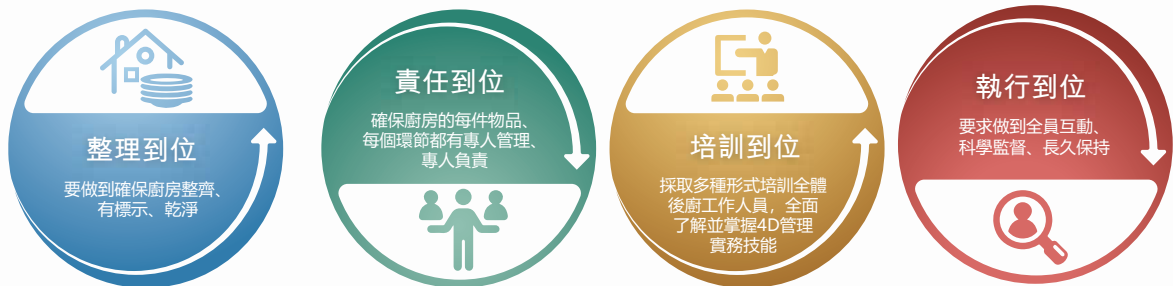 整理到位
要做到確保廚房整齊、
有標示、乾淨
責任到位
確保廚房的每件物品、
每個環節都有專人管理、
專人負責
培訓到位
採取多種形式培訓全體
後廚工作人員，全面
了解並掌握4D管理
實務技能
執行到位
要求做到全員互動、
科學監督、長久保持